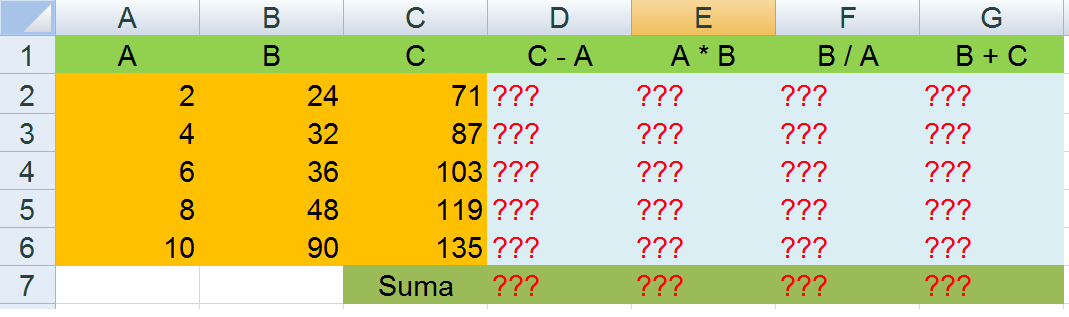 A B C D E F G
1 A B C C - A A * B B / A B + C
2 2 24 71 ??? ??? ??? ???
3 4 32 87 ??? ??? ??? ???
4 6 36 103 ??? ??? ??? ???
5 8 48 119 ??? ??? ??? ???
6 10 90 135 ??? ??? ??? ???
7 Suma ??? ??? ??? ???